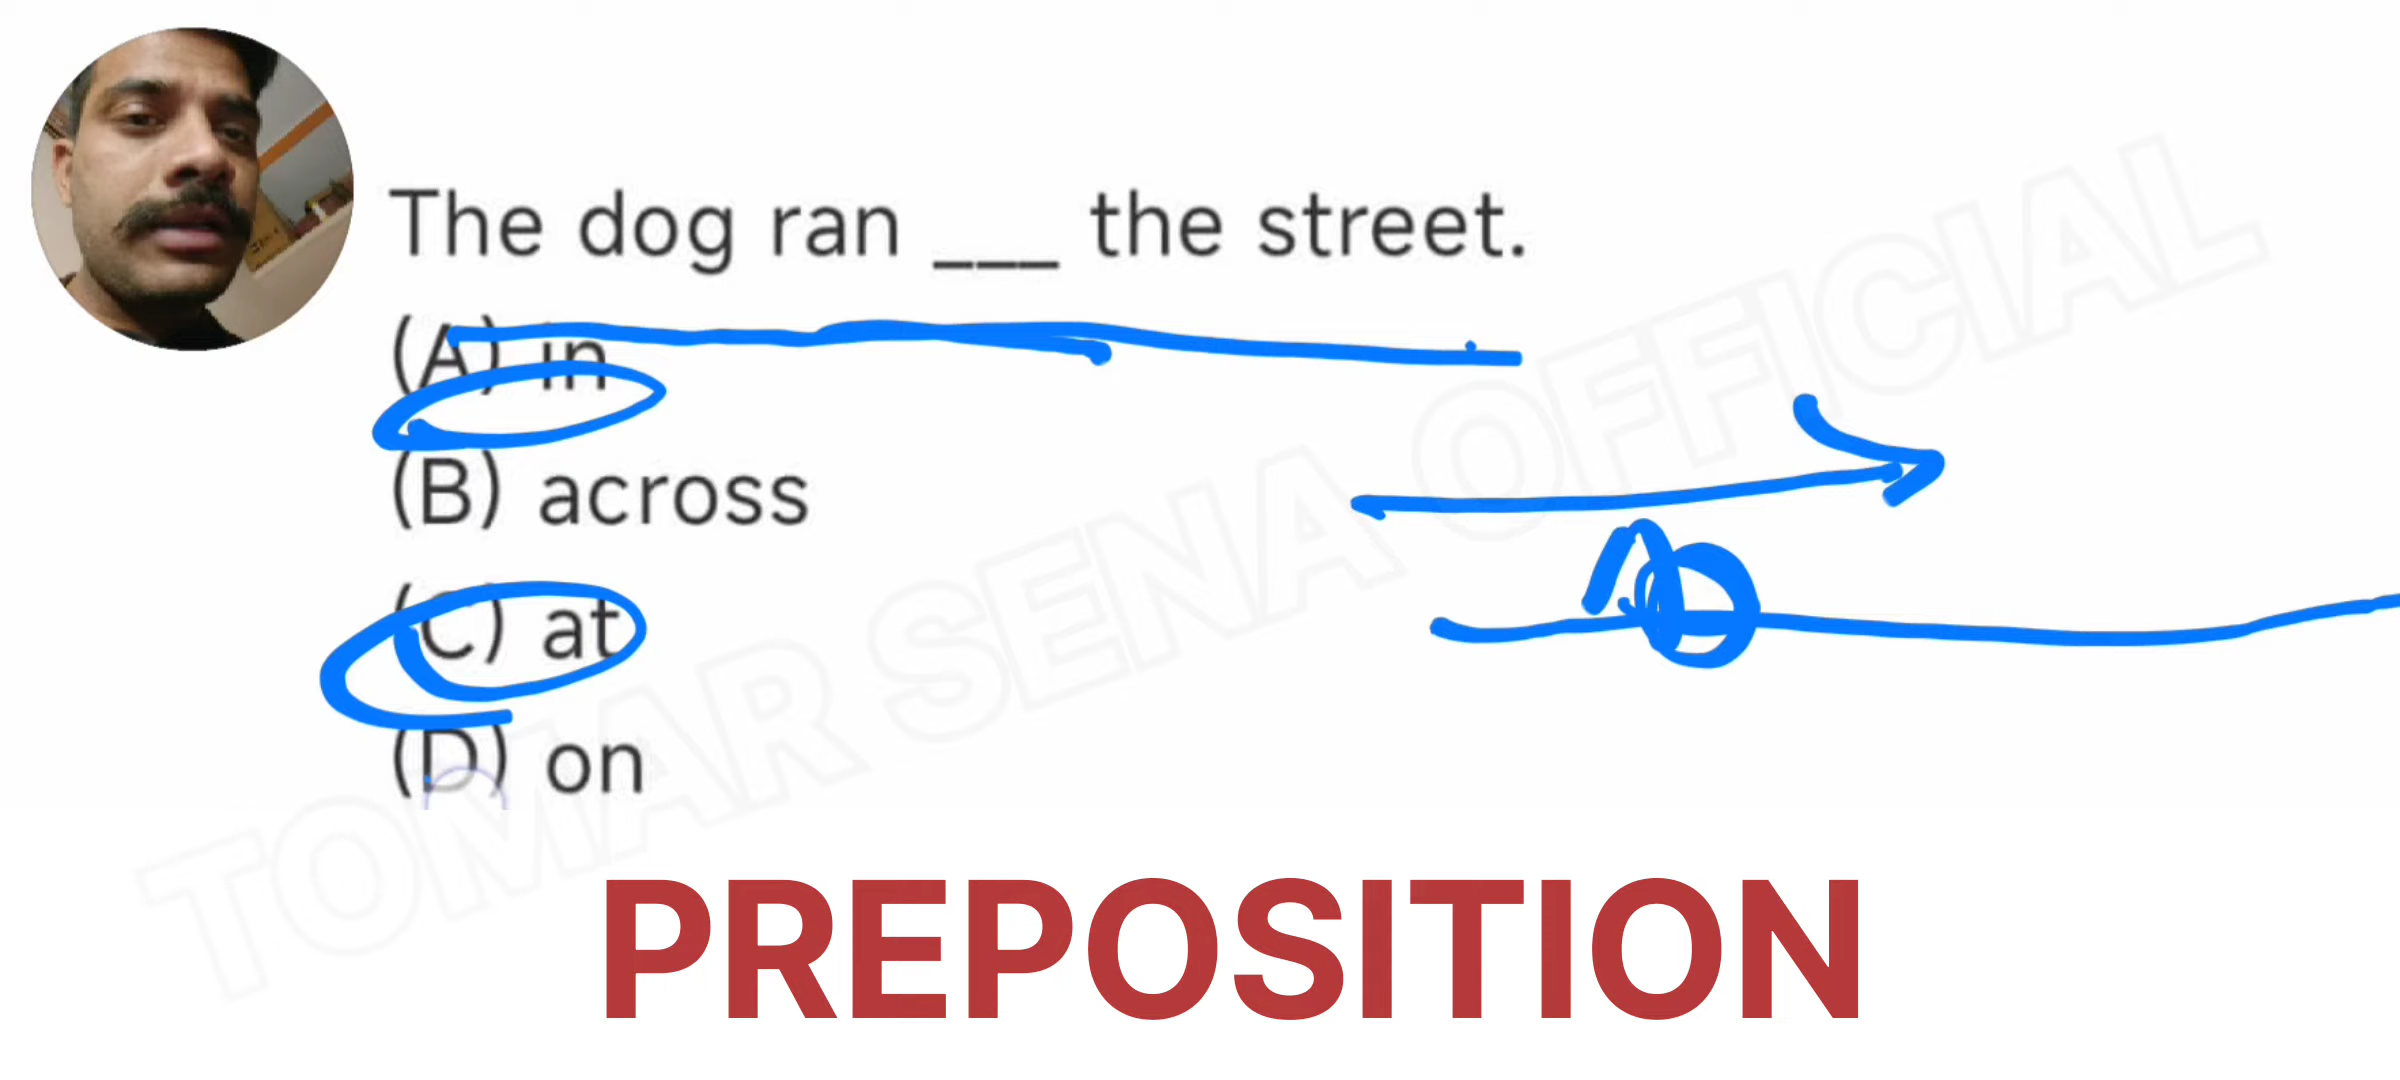 The dog ran ___ the street.
(A) in
(B) across
(C) at
(D) on
TOMAR SENA OFFICIAL
PREPOSITION